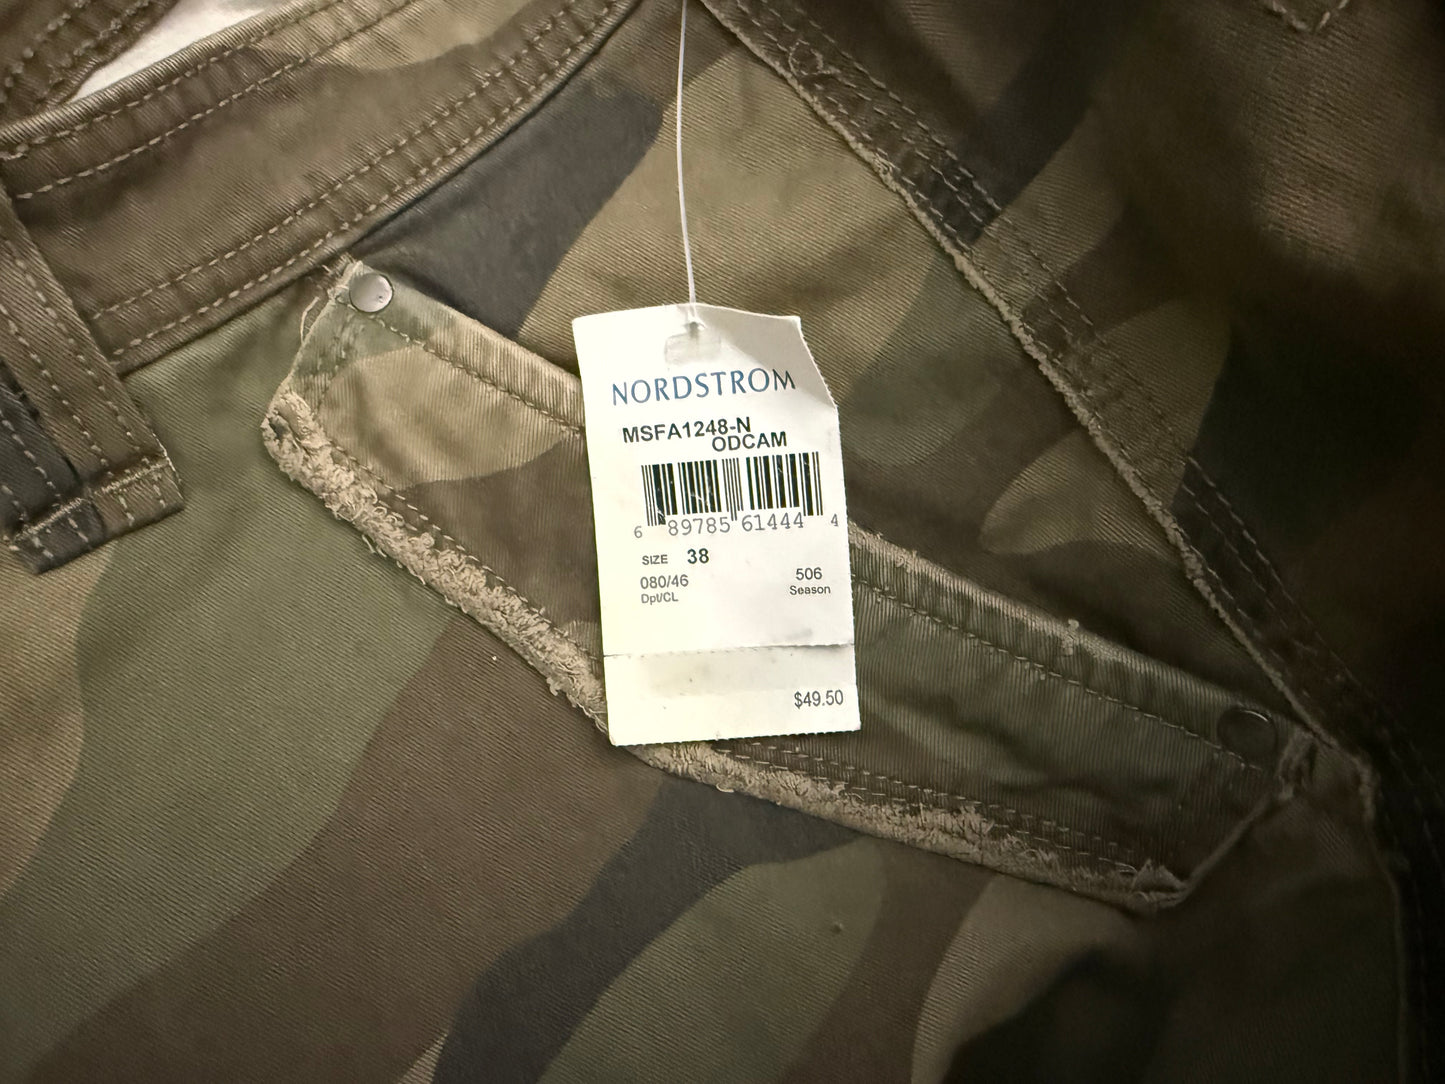 NORDSTROM
MSFA1248-N
ODCAM
6 89785 61444 4
SIZE 38
080/46 506
Dpt/CL Season
$49.50